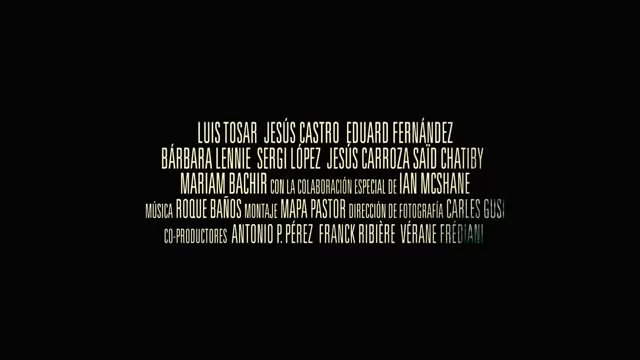 LUIS TOSAR JESÚS CASTRO EDUARD FERNÁNDEZ
BÁRBARA LENNIE SERGI LÓPEZ JESÚS CARROZA SAÏD CHATIBY
MARIAM BACHIR CON LA COLABORACIÓN ESPECIAL DE IAN MCSHANE
MÚSICA ROQUE BAÑOS MONTAJE MAPA PASTOR DIRECCIÓN DE FOTOGRAFÍA CARLES GUSI
CO-PRODUCTORES ANTONIO P. PÉREZ FRANCK RIBIÈRE VÉRANE FRÉDIANI